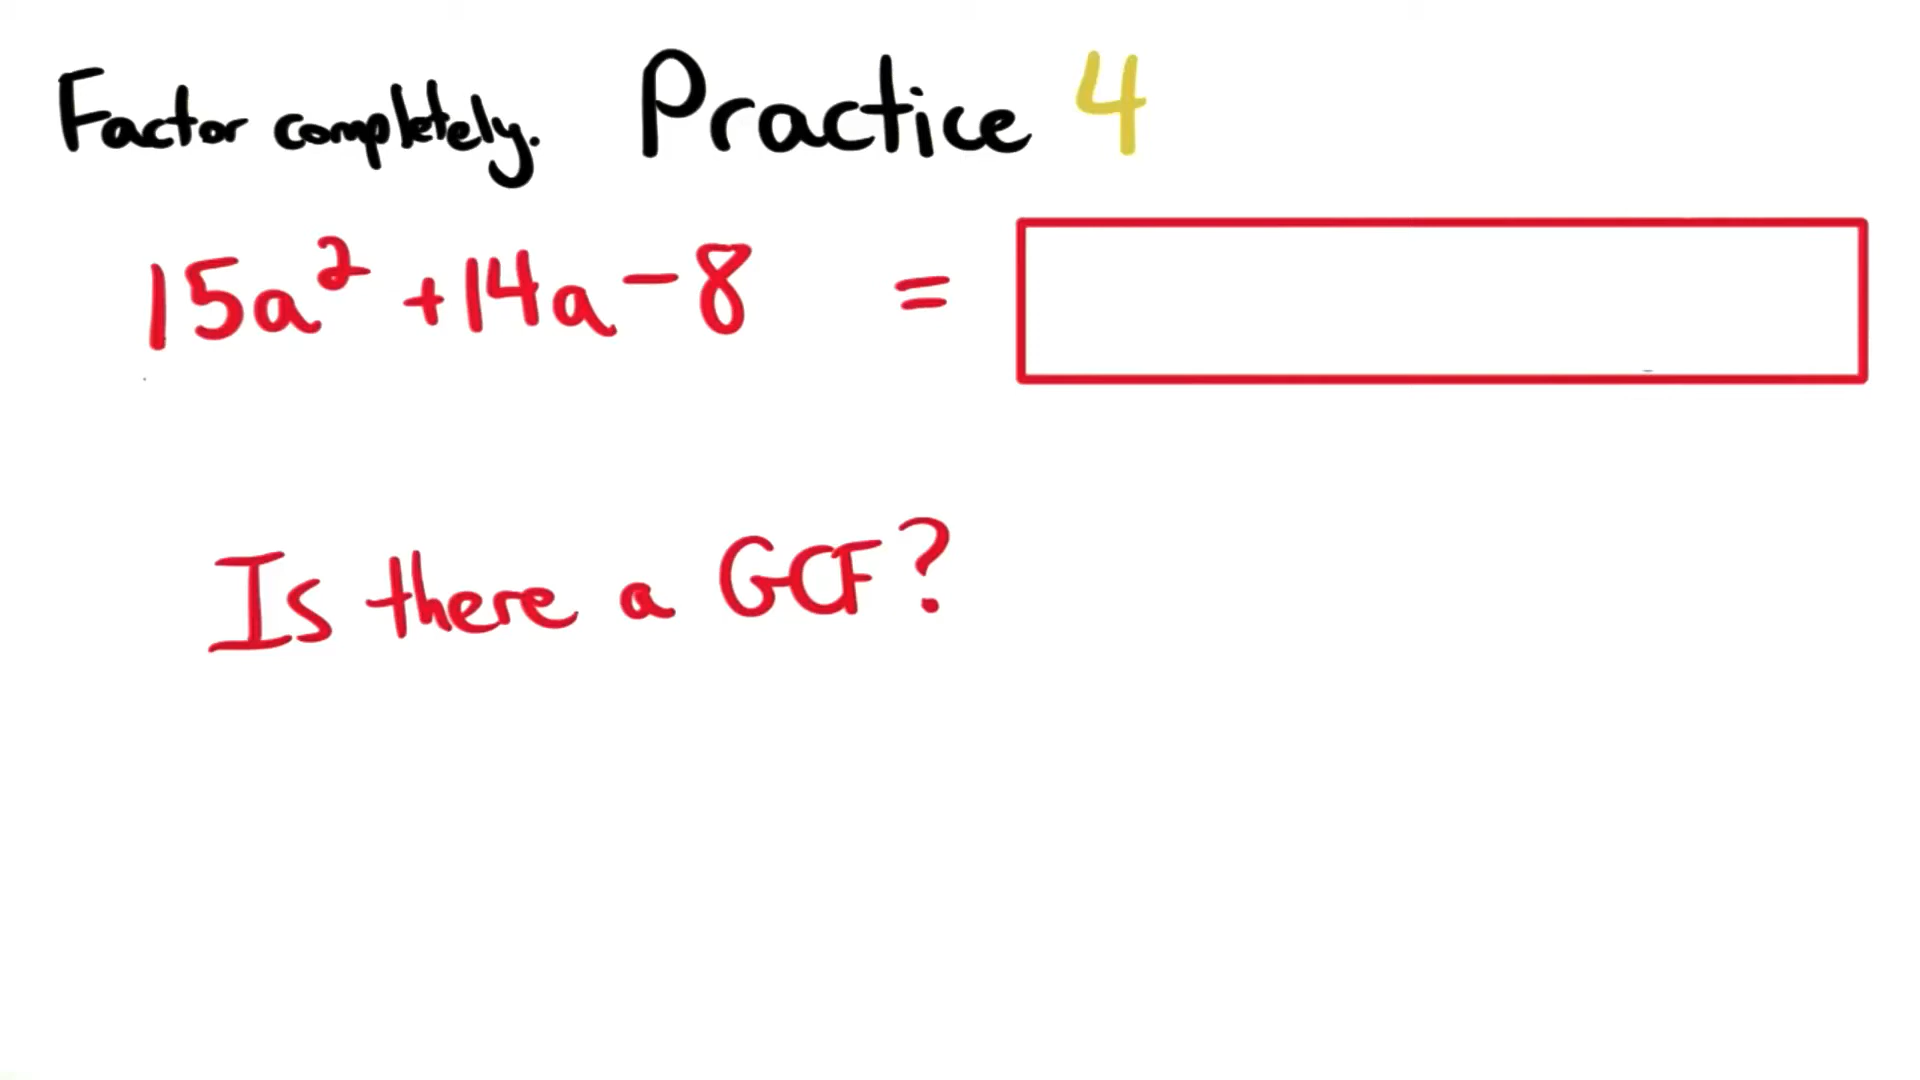 Factor completely. Practice 4
15a² +14a -8 =
Is there a GCF?